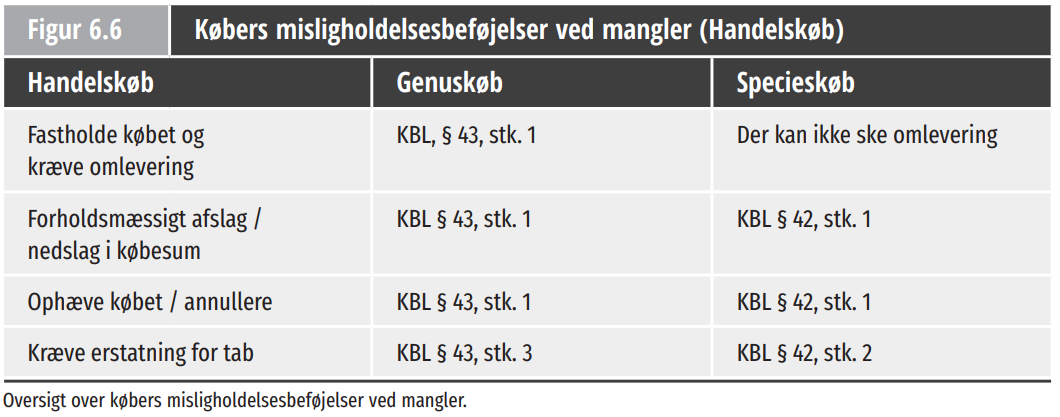 Figur 6.6 Købers misligholdelsesbeføjelser ved mangler (Handelskøb)
Handelskøb Genuskøb Specieskøb
Fastholde købet og KBL, § 43, stk. 1 Der kan ikke ske omlevering
kræve omlevering
Forholdsmæssigt afslag / KBL § 43, stk. 1 KBL § 42, stk. 1
nedslag i købesum
Ophæve købet / annullere KBL § 43, stk. 1 KBL § 42, stk. 1
Kræve erstatning for tab KBL § 43, stk. 3 KBL § 42, stk. 2
Oversigt over købers misligholdelsesbeføjelser ved mangler.